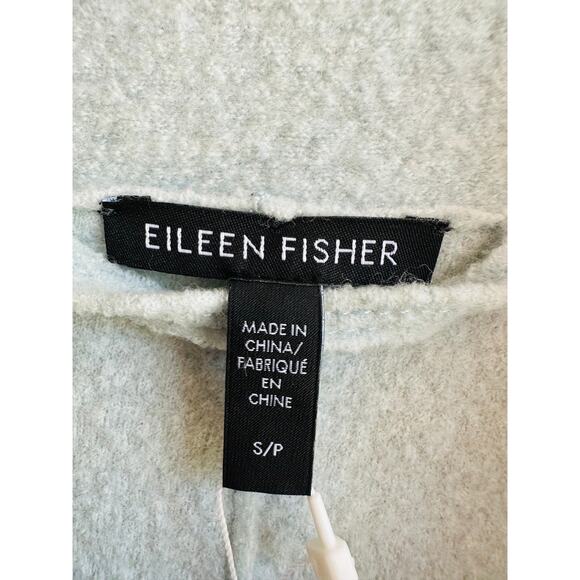 EILEEN FISHER
MADE IN
CHINA/
FABRIQUÉ
EN
CHINE
S/P